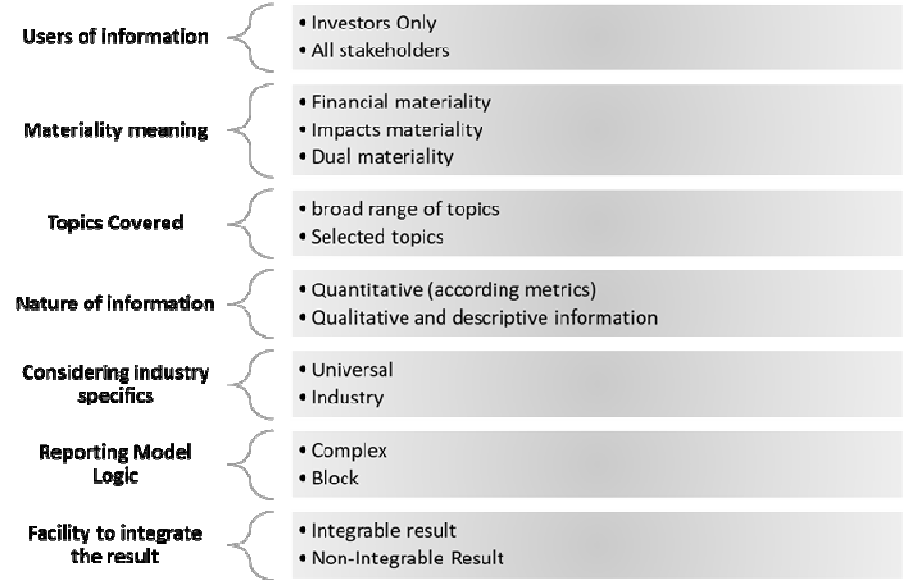 Users of information
• Investors Only
• All stakeholders
Materiality meaning
• Financial materiality
• Impacts materiality
• Dual materiality
Topics Covered
• broad range of topics
• Selected topics
Nature of information
• Quantitative (according metrics)
• Qualitative and descriptive information
Considering industry
specifics
• Universal
• Industry
Reporting Model
Logic
• Complex
• Block
Facility to integrate
the result
• Integrable result
• Non-Integrable Result